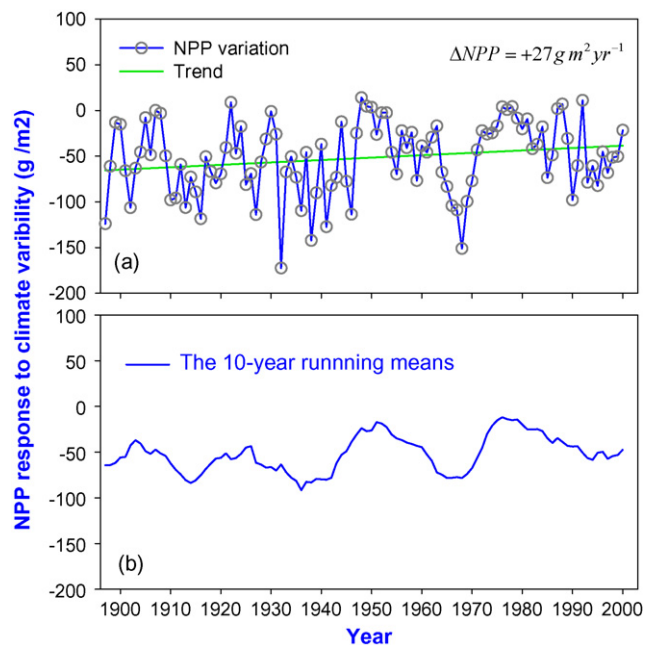 NPP response to climate varibility (g /m2)
100
50
0
-50
-100
-150
-200
NPP variation
Trend
ΔNPP = +27g m² yr⁻¹
(a)
100
50
0
-50
-100
-150
-200
The 10-year runnning means
(b)
1900 1910 1920 1930 1940 1950 1960 1970 1980 1990 2000
Year